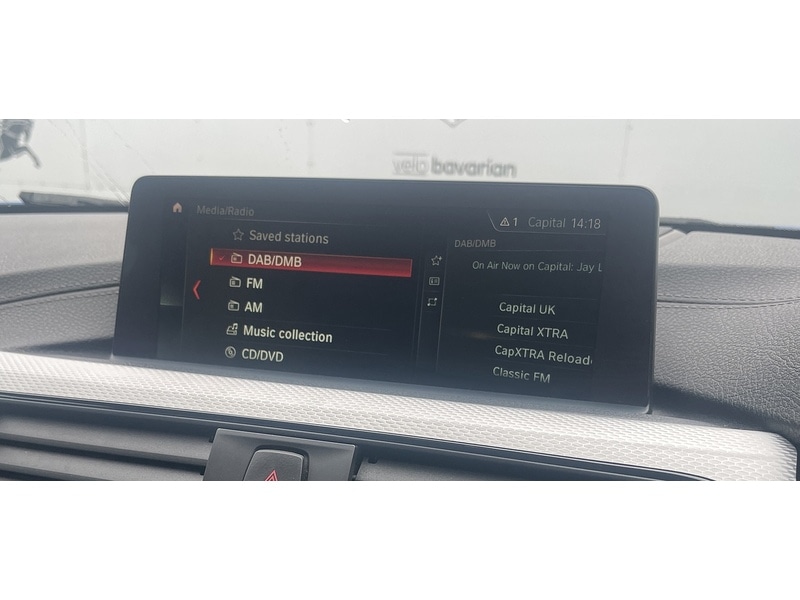 velo bavarian
Media/Radio
1 Capital 14:18
Saved stations
DAB/DMB
FM
AM
Music collection
CD/DVD
DAB/DMB
On Air Now on Capital: Jay
Capital UK
Capital XTRA
CapXTRA Reload
Classic FM